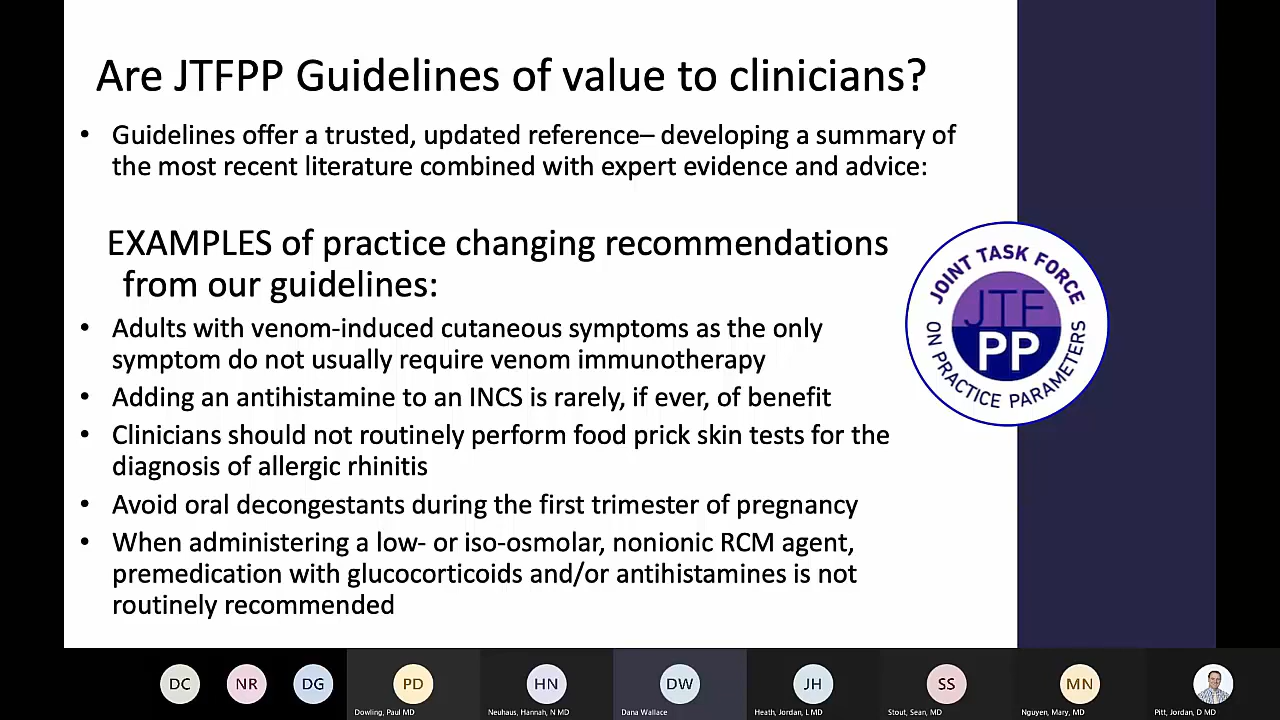 Are JTFPP Guidelines of value to clinicians?
• Guidelines offer a trusted, updated reference– developing a summary of
the most recent literature combined with expert evidence and advice:
EXAMPLES of practice changing recommendations
from our guidelines:
• Adults with venom-induced cutaneous symptoms as the only
symptom do not usually require venom immunotherapy
• Adding an antihistamine to an INCS is rarely, if ever, of benefit
• Clinicians should not routinely perform food prick skin tests for the
diagnosis of allergic rhinitis
• Avoid oral decongestants during the first trimester of pregnancy
• When administering a low- or iso-osmolar, nonionic RCM agent,
premedication with glucocorticoids and/or antihistamines is not
routinely recommended
JOINT TASK FORCE
JTF
PP
ON PRACTICE PARAMETERS
DC
NR
DG
PD
Dowling, Paul MD
HN
Neuhaus, Hannah, N MD
DW
Dana Wallace
JH
Heath, Jordan, L MD
SS
Stout, Sean, MD
MN
Nguyen, Mary, MD
Pitt, Jordan, D MD